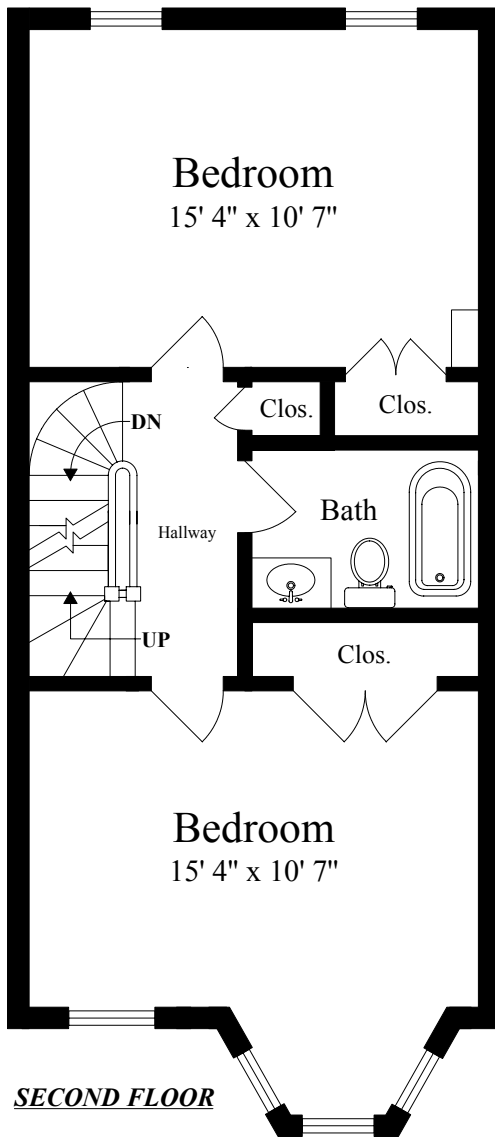 Bedroom
15' 4" x 10' 7"
Clos.
Clos.
DN
Bath
Hallway
UP
Clos.
Bedroom
15' 4" x 10' 7"
SECOND FLOOR